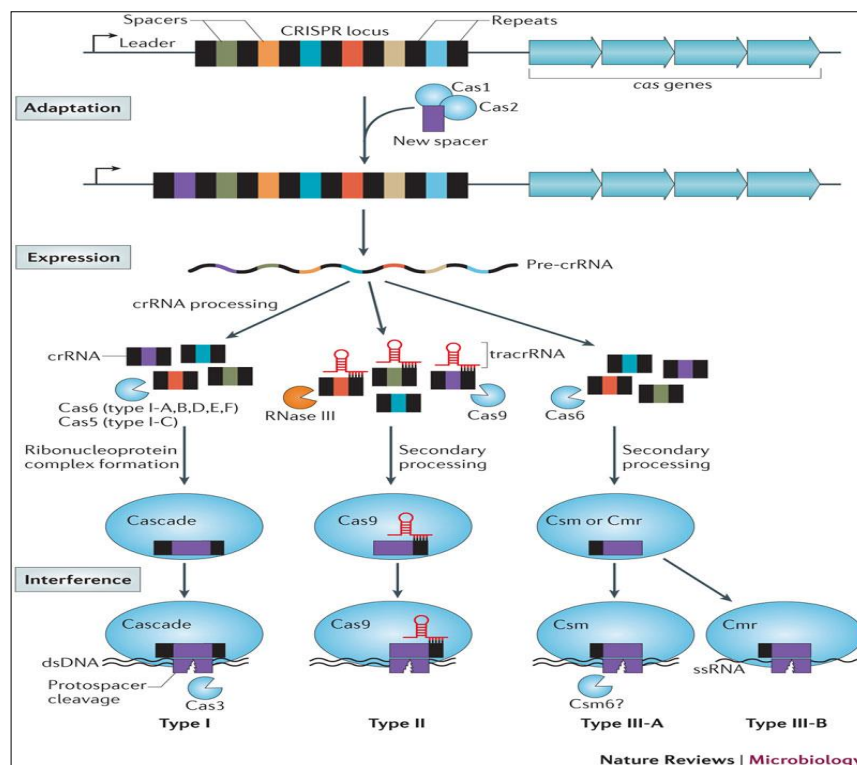 Spacers
CRISPR locus
Repeats
Leader
cas genes
Cas1
Cas2
New spacer
Adaptation
Expression
Pre-crRNA
crRNA processing
crRNA
tracrRNA
Cas6 (type I-A,B,D,E,F)
Cas5 (type I-C)
RNase III
Cas9
Cas6
Ribonucleoprotein
complex formation
Secondary
processing
Secondary
processing
Cascade
Cas9
Csm or Cmr
Interference
Cascade
Cas9
Csm
Cmr
dsDNA
ssRNA
Protospacer
cleavage
Cas3
Csm6?
Type I
Type II
Type III-A
Type III-B
Nature Reviews | Microbiology